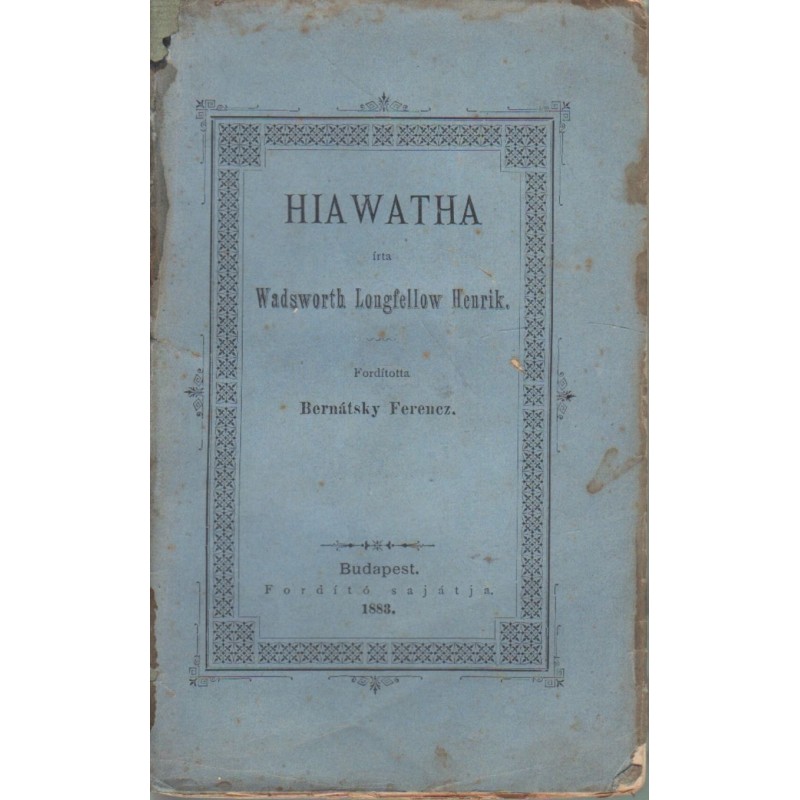 HIAWATHA
írta
Wadsworth Longfellow Henrik.
Fordította
Bernátsky Ferencz.
Budapest.
Fordító sajátja.
1883.